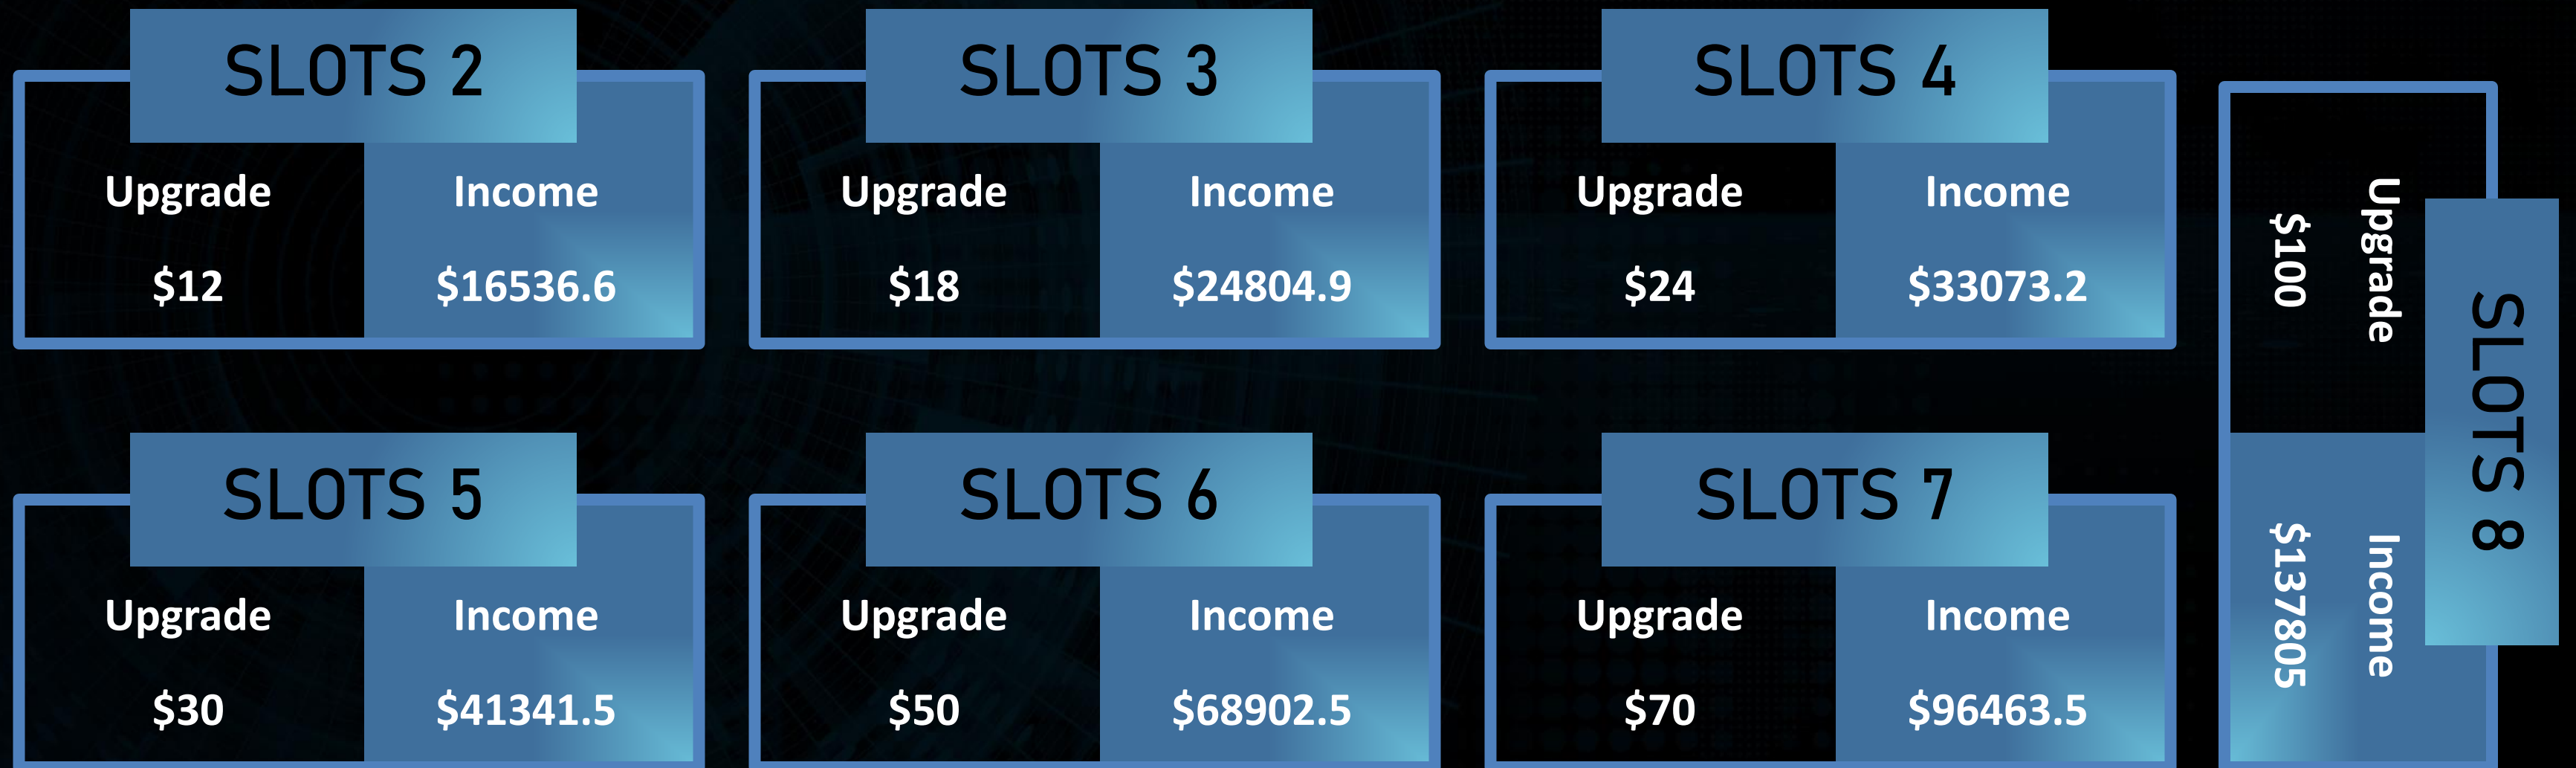 SLOTS 2
Upgrade Income
$12 $16536.6
SLOTS 3
Upgrade Income
$18 $24804.9
SLOTS 4
Upgrade Income
$24 $33073.2
SLOTS 5
Upgrade Income
$30 $41341.5
SLOTS 6
Upgrade Income
$50 $68902.5
SLOTS 7
Upgrade Income
$70 $96463.5
SLOTS 8
Upgrade Income
$100 $137805